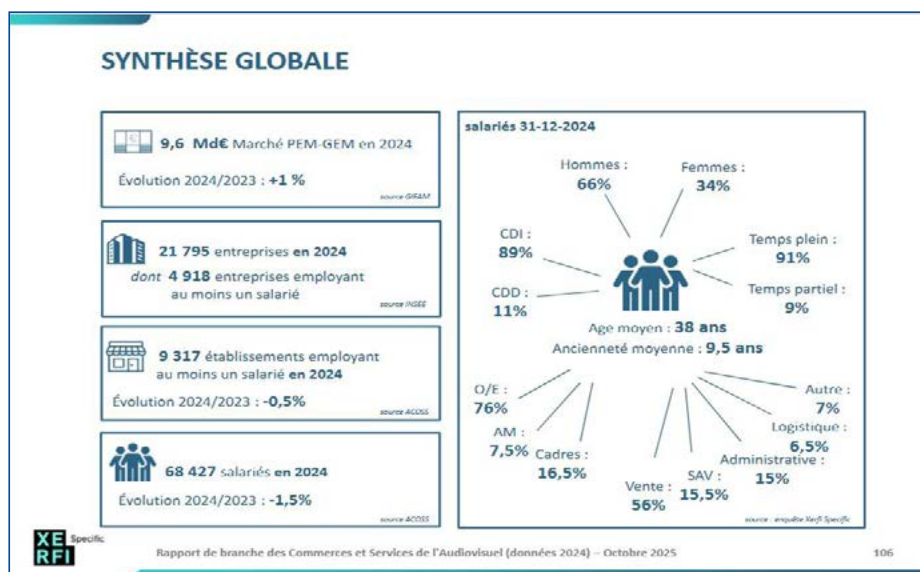 SYNTHÈSE GLOBALE
9,6 Md€ Marché PEM-GEM en 2024
Évolution 2024/2023 : +1 %
source GIFAM
21 795 entreprises en 2024
dont 4 918 entreprises employant
au moins un salarié
source INSEE
9 317 établissements employant
au moins un salarié en 2024
Évolution 2024/2023 : -0,5%
source ACOSS
68 427 salariés en 2024
Évolution 2024/2023 : -1,5%
source ACOSS
salariés 31-12-2024
Hommes :
66%
Femmes :
34%
CDI :
89%
Temps plein :
91%
CDD :
11%
Temps partiel :
9%
Age moyen : 38 ans
Ancienneté moyenne : 9,5 ans
O/E :
76%
AM :
7,5%
Cadres :
16,5%
Vente :
56%
SAV :
15,5%
Administrative :
15%
Logistique :
6,5%
Autre :
7%
source : enquête Xerfi Specific
XERFI Specific
Rapport de branche des Commerces et Services de l'Audiovisuel (données 2024) – Octobre 2025
106